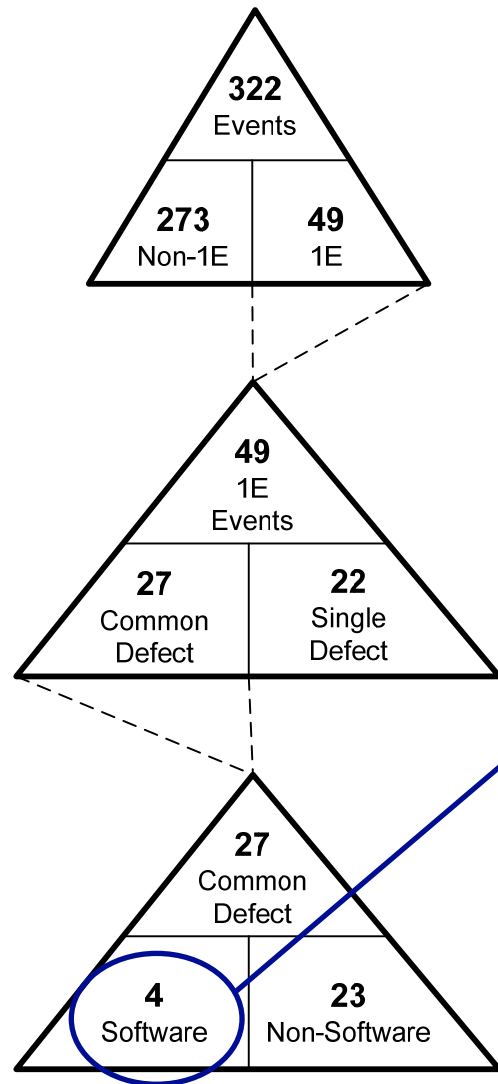 322
Events
273
Non-1E
49
1E
49
1E
Events
27
Common
Defect
22
Single
Defect
27
Common
Defect
4
Software
23
Non-Software